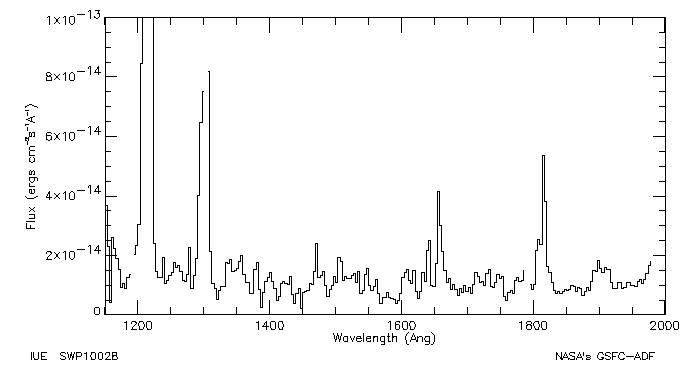 1×10⁻¹³
8×10⁻¹⁴
6×10⁻¹⁴
4×10⁻¹⁴
2×10⁻¹⁴
0
Flux (ergs cm⁻²s⁻¹A⁻¹)
1200 1400 1600 1800 2000
Wavelength (Ang)
IUE SWP1002B NASA's GSFC–ADF